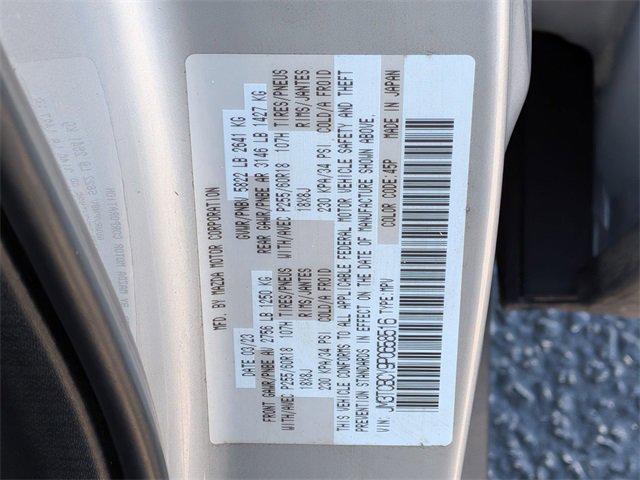 MFD. BY MAZDA MOTOR CORPORATION
DATE 03/23 GVWR/PNBV 5822 LB 2641 KG
FRONT GAWR/PNBE AV 2756 LB 1250 KG REAR GAWR/PNBE AR 3146 LB 1427 KG
WITH/AVEC P255/60R18 107H TIRES/PNEUS WITH/AVEC P255/60R18 107H TIRES/PNEUS
18X8J RIMS/JANTES 18X8J RIMS/JANTES
230 KPA/34 PSI COLD/A FROID 230 KPA/34 PSI COLD/A FROID
THIS VEHICLE CONFORMS TO ALL APPLICABLE FEDERAL MOTOR VEHICLE SAFETY AND THEFT
PREVENTION STANDARDS IN EFFECT ON THE DATE OF MANUFACTURE SHOWN ABOVE.
COLOR CODE:45P MADE IN JAPAN
VIN: TYPE:MPV